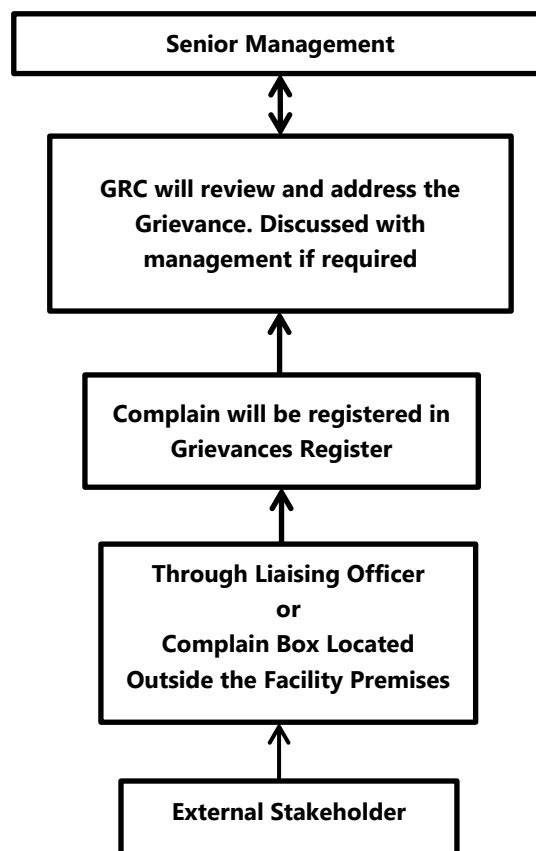 Senior Management
GRC will review and address the
Grievance. Discussed with
management if required
Complain will be registered in
Grievances Register
Through Liaising Officer
or
Complain Box Located
Outside the Facility Premises
External Stakeholder